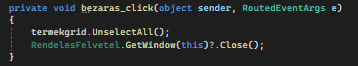 private void bezaras_click(object sender, RoutedEventArgs e)
{
termekgrid.UnselectAll();
RendelesFelvetel.GetWindow(this)?.Close();
}